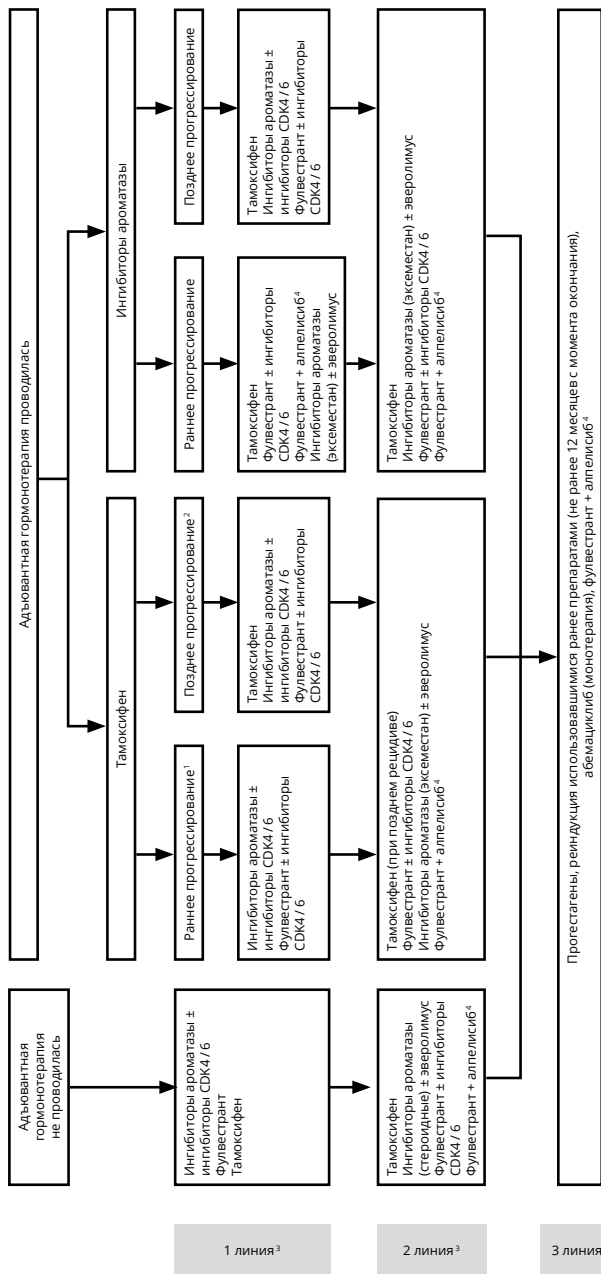 Адъювантная
гормонотерапия
не проводилась
Адъювантная гормонотерапия проводилась
Тамоксифен
Ингибиторы ароматазы
Раннее прогрессирование¹
Позднее прогрессирование²
Раннее прогрессирование
Позднее прогрессирование
1 линия³
Ингибиторы ароматазы ±
ингибиторы CDK4 / 6
Фулвестрант
Тамоксифен
Ингибиторы ароматазы ±
ингибиторы CDK4 / 6
Фулвестрант ± ингибиторы
CDK4 / 6
Тамоксифен
Ингибиторы ароматазы ±
ингибиторы CDK4 / 6
Фулвестрант ± ингибиторы
CDK4 / 6
Тамоксифен
Фулвестрант ± ингибиторы
CDK4 / 6
Фулвестрант + алпелисиб⁴
Ингибиторы ароматазы
(эксеместан) ± эверолимус
Тамоксифен
Ингибиторы ароматазы ±
ингибиторы CDK4 / 6
Фулвестрант ± ингибиторы
CDK4 / 6
2 линия³
Тамоксифен
Ингибиторы ароматазы
(стероидные) ± эверолимус
Фулвестрант ± ингибиторы
CDK4 / 6
Фулвестрант + алпелисиб⁴
Тамоксифен (при позднем рецидиве)
Фулвестрант ± ингибиторы CDK4 / 6
Ингибиторы ароматазы (эксеместан) ± эверолимус
Фулвестрант + алпелисиб⁴
Тамоксифен
Ингибиторы ароматазы (эксеместан) ± эверолимус
Фулвестрант ± ингибиторы CDK4 / 6
Фулвестрант + алпелисиб⁴
3 линия
Прогестагены, реиндукция использовавшимися ранее препаратами (не ранее 12 месяцев с момента окончания),
абемациклиб (монотерапия), фулвестрант + алпелисиб⁴